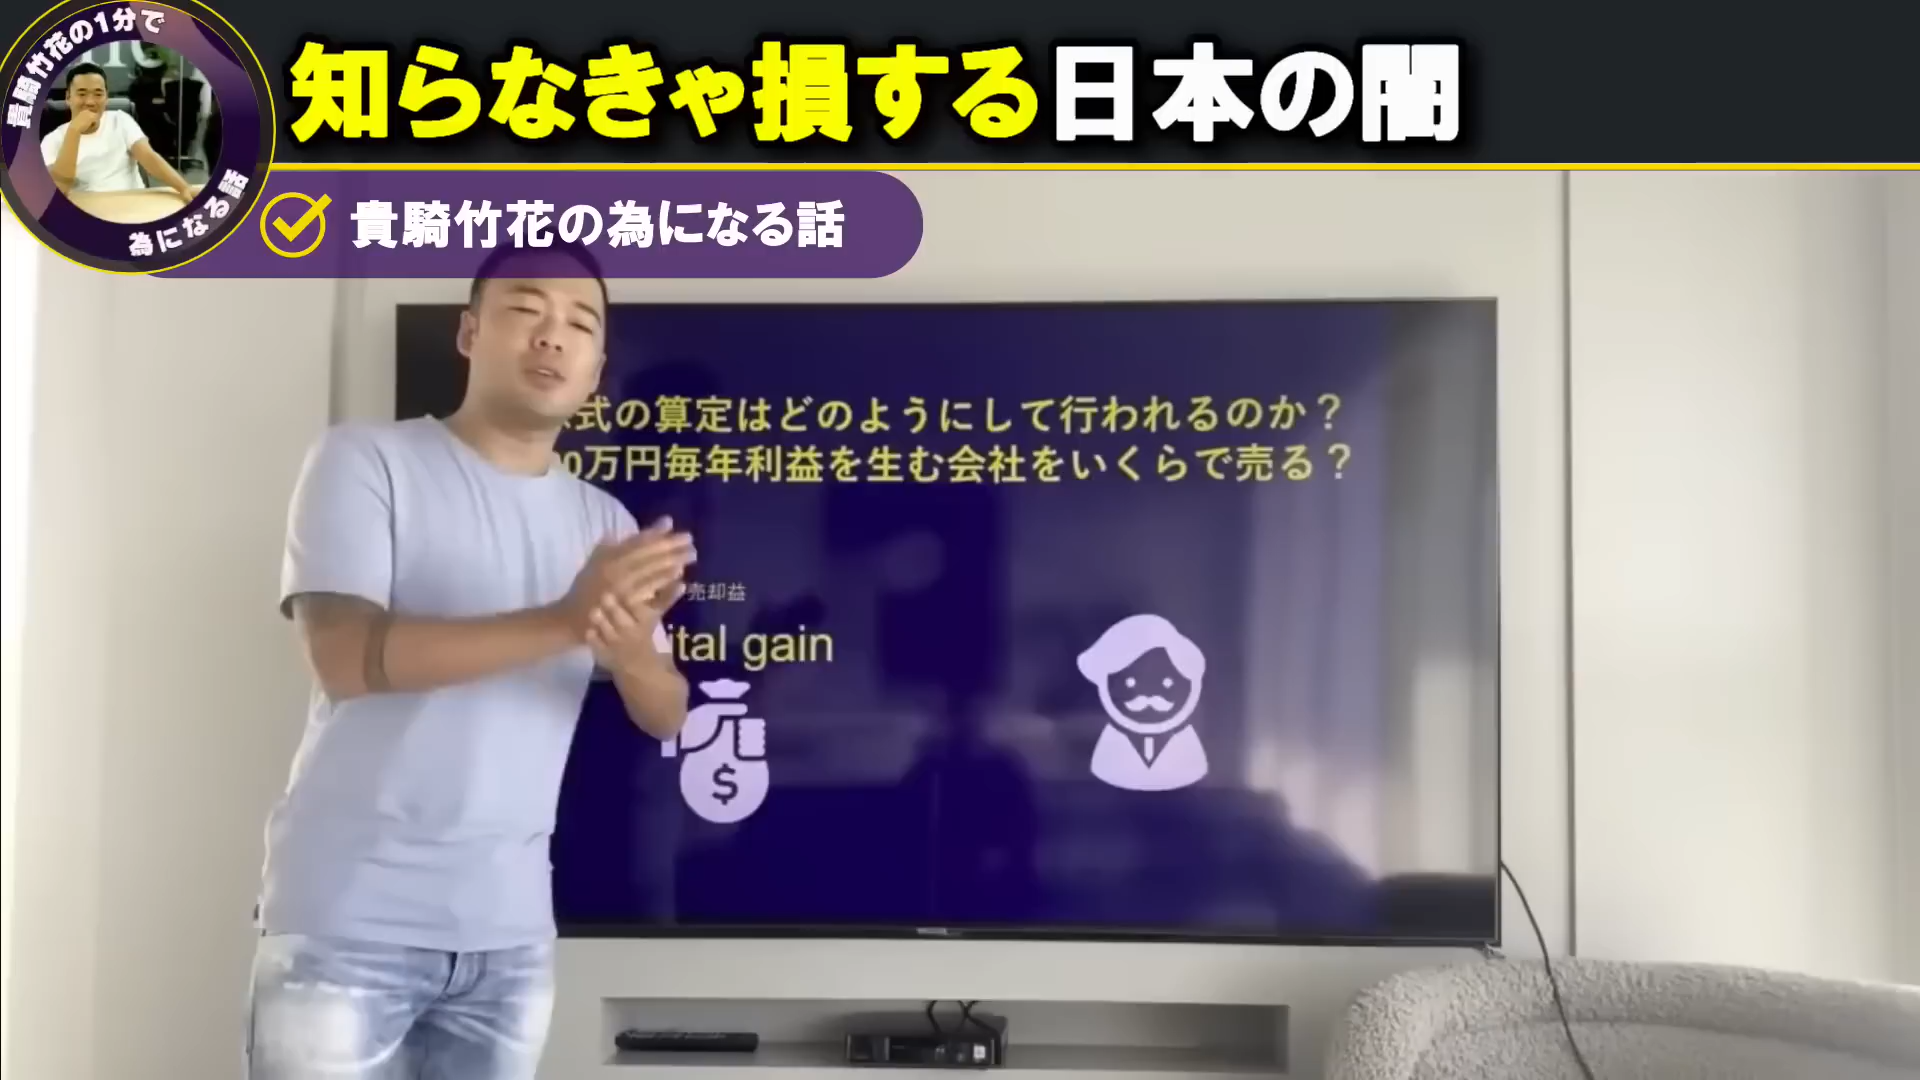 貴騎竹花の1分で
為になる話
知らなきゃ損する日本の闇
貴騎竹花の為になる話
式の算定はどのようにして行われるのか？
0万円毎年利益を生む会社をいくらで売る？
売却益
ital gain
$